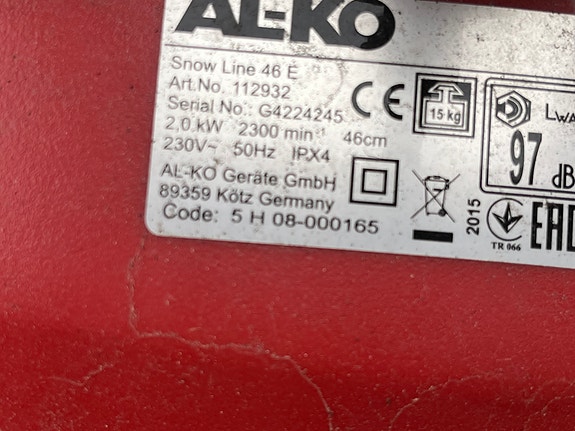 AL-KO
Snow Line 46 E
Art.No. 112932
Serial No.: G4224245
2,0 kW 2300 min⁻¹ 46cm
230V~ 50Hz IPX4
AL-KO Geräte GmbH
89359 Kötz Germany
Code: 5 H 08-000165
CE
15 kg
LWA
97 dB
2015
TR 066
EAC